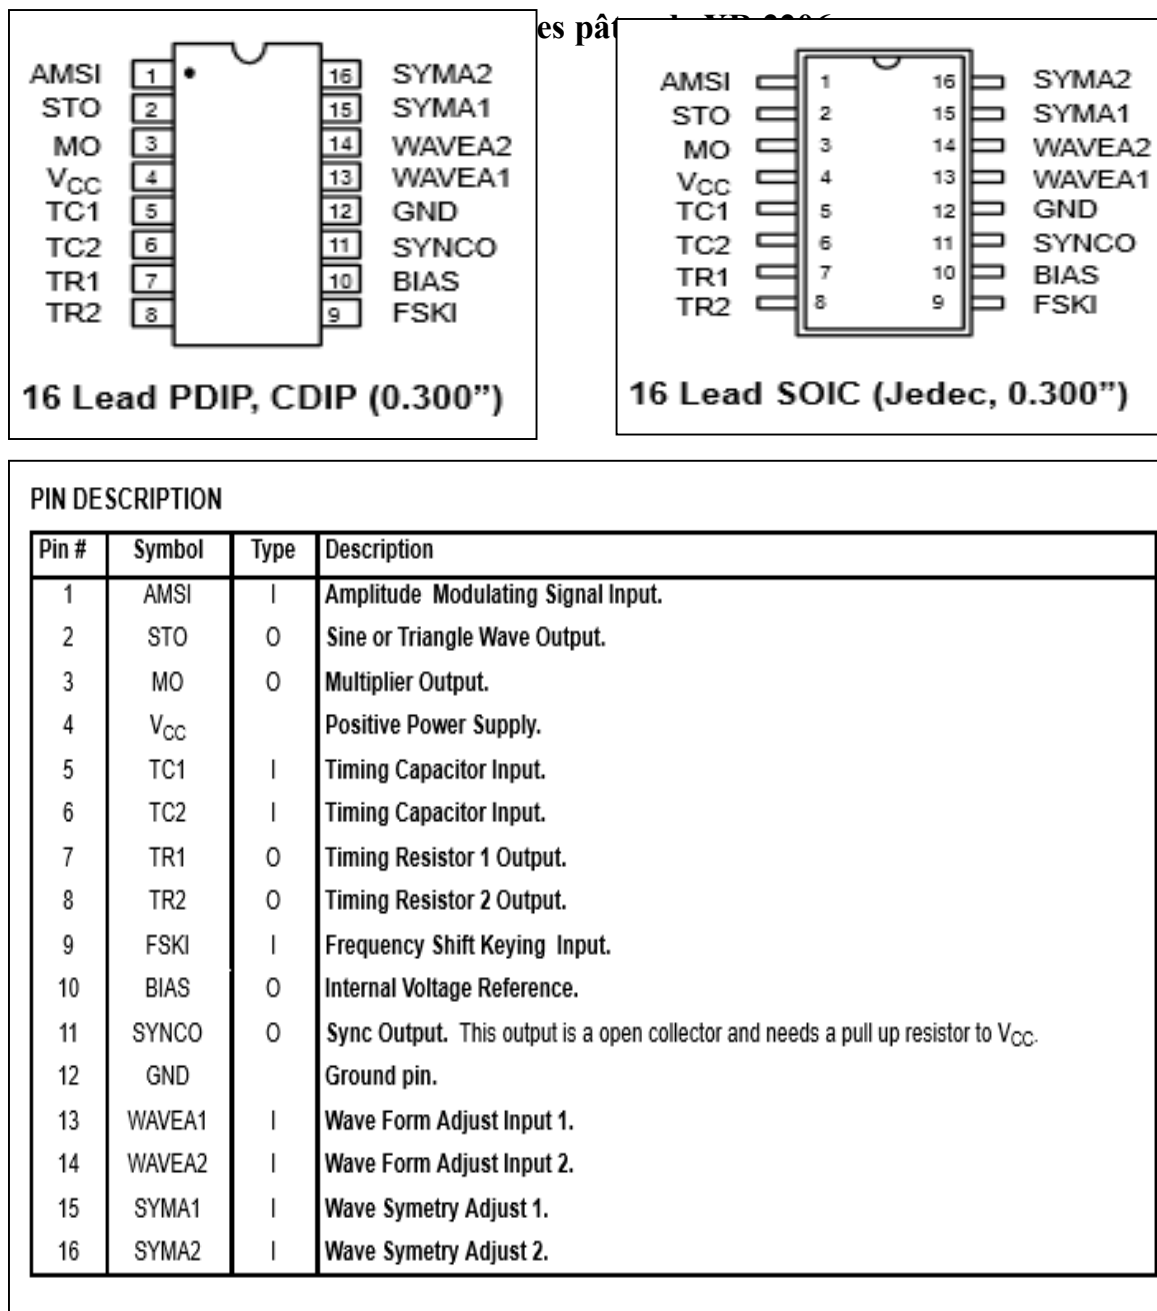 es pât
AMSI 1 16 SYMA2
STO 2 15 SYMA1
MO 3 14 WAVEA2
VCC 4 13 WAVEA1
TC1 5 12 GND
TC2 6 11 SYNCO
TR1 7 10 BIAS
TR2 8 9 FSKI
16 Lead PDIP, CDIP (0.300”)
AMSI 1 16 SYMA2
STO 2 15 SYMA1
MO 3 14 WAVEA2
VCC 4 13 WAVEA1
TC1 5 12 GND
TC2 6 11 SYNCO
TR1 7 10 BIAS
TR2 8 9 FSKI
16 Lead SOIC (Jedec, 0.300”)
PIN DESCRIPTION
Pin # Symbol Type Description
1 AMSI I Amplitude Modulating Signal Input.
2 STO O Sine or Triangle Wave Output.
3 MO O Multiplier Output.
4 VCC Positive Power Supply.
5 TC1 I Timing Capacitor Input.
6 TC2 I Timing Capacitor Input.
7 TR1 O Timing Resistor 1 Output.
8 TR2 O Timing Resistor 2 Output.
9 FSKI I Frequency Shift Keying Input.
10 BIAS O Internal Voltage Reference.
11 SYNCO O Sync Output. This output is a open collector and needs a pull up resistor to VCC.
12 GND Ground pin.
13 WAVEA1 I Wave Form Adjust Input 1.
14 WAVEA2 I Wave Form Adjust Input 2.
15 SYMA1 I Wave Symetry Adjust 1.
16 SYMA2 I Wave Symetry Adjust 2.